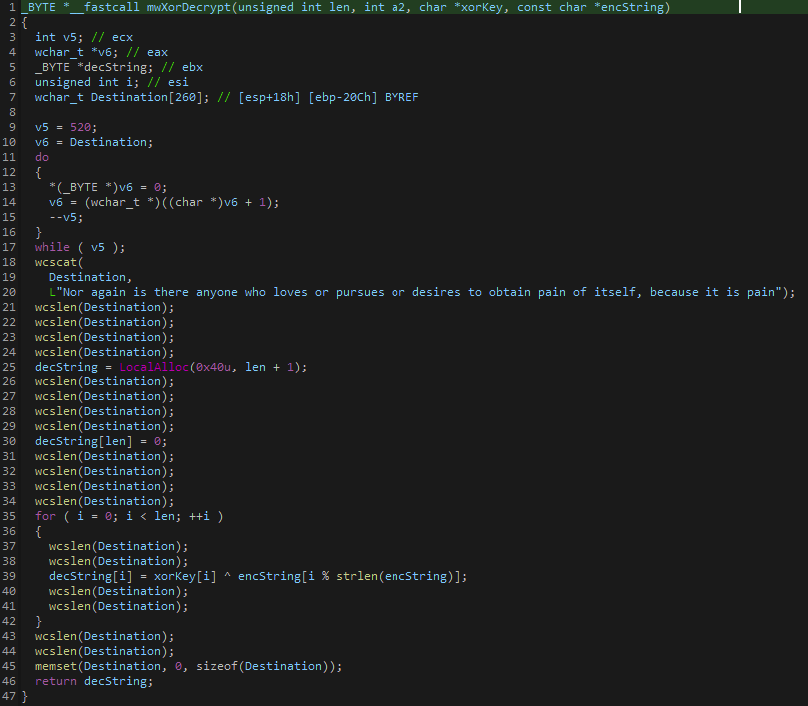 1 _BYTE *__fastcall mwXorDecrypt(unsigned int len, int a2, char *xorKey, const char *encString)
2 {
3 int v5; // ecx
4 wchar_t *v6; // eax
5 _BYTE *decString; // ebx
6 unsigned int i; // esi
7 wchar_t Destination[260]; // [esp+18h] [ebp-20Ch] BYREF
8
9 v5 = 520;
10 v6 = Destination;
11 do
12 {
13 *(_BYTE *)v6 = 0;
14 v6 = (wchar_t *)((char *)v6 + 1);
15 --v5;
16 }
17 while ( v5 );
18 wcscat(
19 Destination,
20 L"Nor again is there anyone who loves or pursues or desires to obtain pain of itself, because it is pain");
21 wcslen(Destination);
22 wcslen(Destination);
23 wcslen(Destination);
24 wcslen(Destination);
25 decString = LocalAlloc(0x40u, len + 1);
26 wcslen(Destination);
27 wcslen(Destination);
28 wcslen(Destination);
29 wcslen(Destination);
30 decString[len] = 0;
31 wcslen(Destination);
32 wcslen(Destination);
33 wcslen(Destination);
34 wcslen(Destination);
35 for ( i = 0; i < len; ++i )
36 {
37 wcslen(Destination);
38 wcslen(Destination);
39 decString[i] = xorKey[i] ^ encString[i % strlen(encString)];
40 wcslen(Destination);
41 wcslen(Destination);
42 }
43 wcslen(Destination);
44 wcslen(Destination);
45 memset(Destination, 0, sizeof(Destination));
46 return decString;
47 }